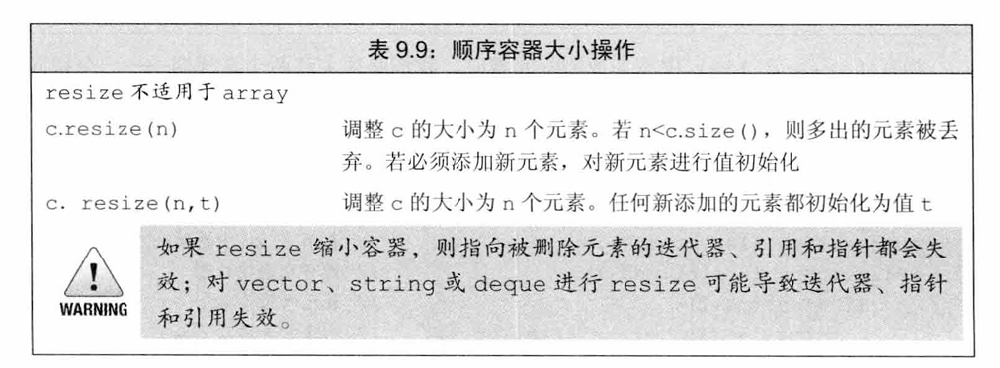 表 9.9：顺序容器大小操作
resize 不适用于 array
c.resize(n) 调整 c 的大小为 n 个元素。若 n<c.size()，则多出的元素被丢
弃。若必须添加新元素，对新元素进行值初始化
c. resize(n,t) 调整 c 的大小为 n 个元素。任何新添加的元素都初始化为值 t
如果 resize 缩小容器，则指向被删除元素的迭代器、引用和指针都会失
效；对 vector、string 或 deque 进行 resize 可能导致迭代器、指针
和引用失效。
!
WARNING